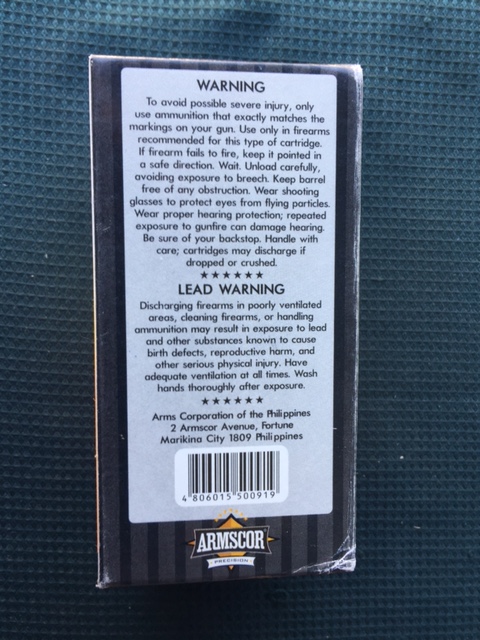 WARNING
To avoid possible severe injury, only
use ammunition that exactly matches the
markings on your gun. Use only in firearms
recommended for this type of cartridge.
If firearm fails to fire, keep it pointed in
a safe direction. Wait. Unload carefully,
avoiding exposure to breech. Keep barrel
free of any obstruction. Wear shooting
glasses to protect eyes from flying particles.
Wear proper hearing protection; repeated
exposure to gunfire can damage hearing.
Be sure of your backstop. Handle with
care; cartridges may discharge if
dropped or crushed.
★★★★★★
LEAD WARNING
Discharging firearms in poorly ventilated
areas, cleaning firearms, or handling
ammunition may result in exposure to lead
and other substances known to cause
birth defects, reproductive harm, and
other serious physical injury. Have
adequate ventilation at all times. Wash
hands thoroughly after exposure.
★★★★★★
Arms Corporation of the Philippines
2 Armscor Avenue, Fortune
Marikina City 1809 Philippines
4 806015 500919
ARMSCOR
PRECISION